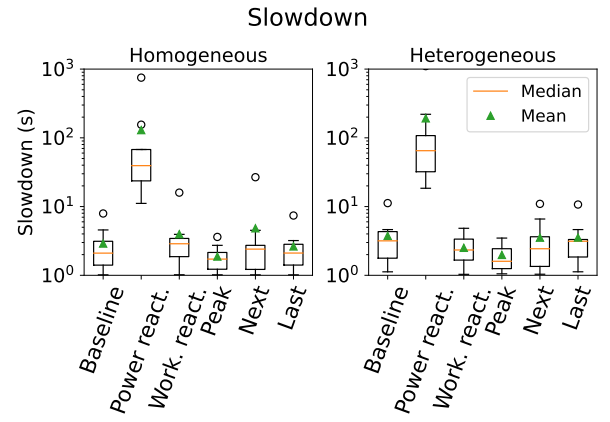 Slowdown
Homogeneous
Heterogeneous
Slowdown (s)
10³
10²
10¹
10⁰
10³
10²
10¹
10⁰
Median
Mean
Baseline
Power react.
Work. react.
Peak
Next
Last
Baseline
Power react.
Work. react.
Peak
Next
Last